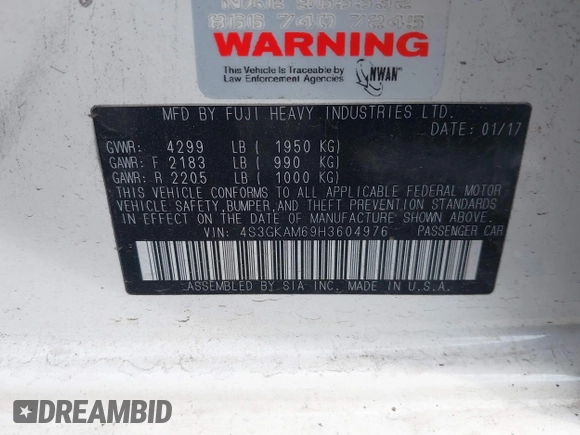 866 740 7245
WARNING
This Vehicle is Traceable by
Law Enforcement Agencies
NWAN
MFD BY FUJI HEAVY INDUSTRIES LTD.
DATE: 01/17
GVWR: 4299 LB ( 1950 KG)
GAWR: F 2183 LB ( 990 KG)
GAWR: R 2205 LB ( 1000 KG)
THIS VEHICLE CONFORMS TO ALL APPLICABLE FEDERAL MOTOR
VEHICLE SAFETY, BUMPER, AND THEFT PREVENTION STANDARDS
IN EFFECT ON THE DATE OF MANUFACTURE SHOWN ABOVE.
VIN: 4S3GKAM69H3604976 PASSENGER CAR
ASSEMBLED BY SIA INC. MADE IN U.S.A.
DREAMBID